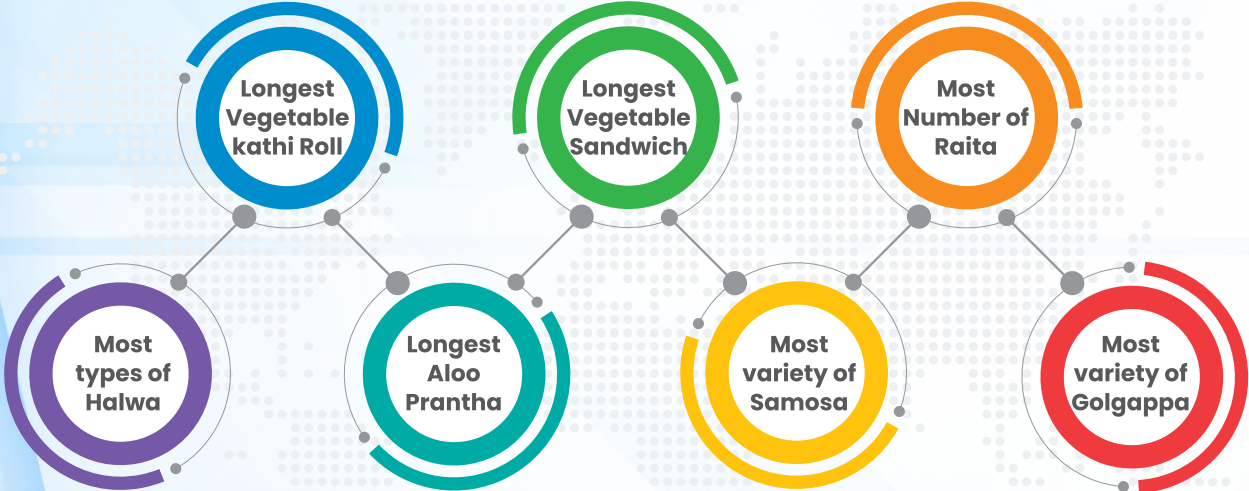 Longest
Vegetable
kathi Roll
Longest
Vegetable
Sandwich
Most
Number of
Raita
Most
types of
Halwa
Longest
Aloo
Prantha
Most
variety of
Samosa
Most
variety of
Golgappa